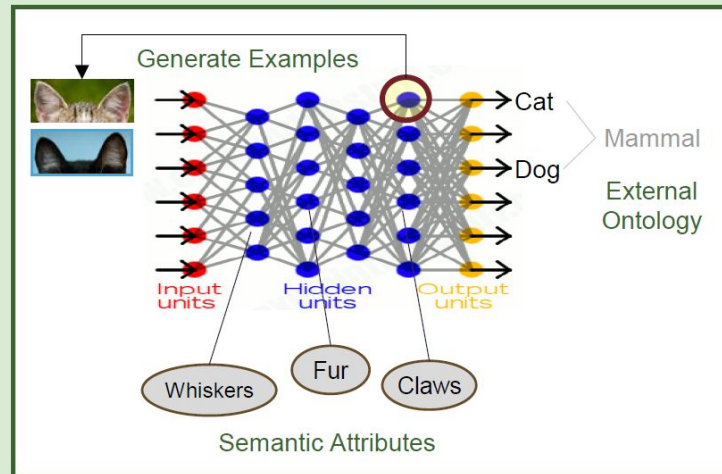 Generate Examples
Cat
Mammal
Dog
External
Ontology
Input
units
Hidden
units
Output
units
Whiskers
Fur
Claws
Semantic Attributes